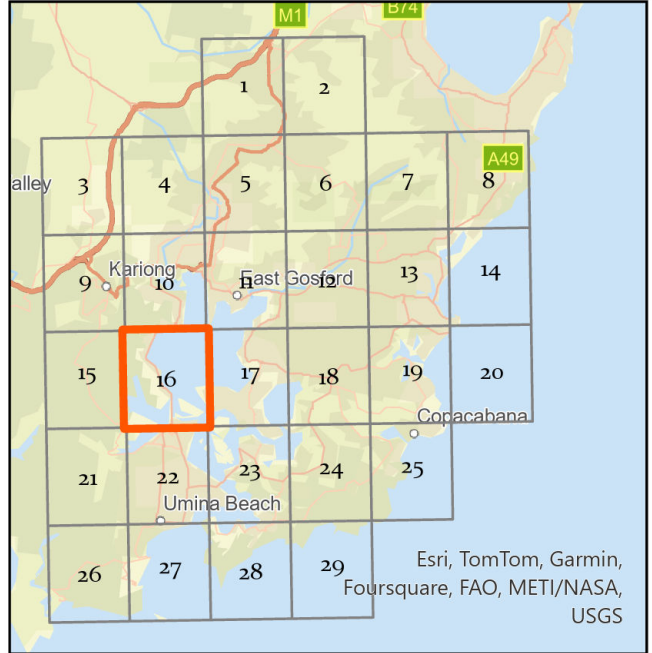 M1
B74
1
2
A49
alley
3
4
5
6
7
8
Kariong
East Gosford
9
10
11
12
13
14
15
16
17
18
19
20
Copacabana
21
22
23
24
25
Umina Beach
26
27
28
29
Esri, TomTom, Garmin,
Foursquare, FAO, METI/NASA,
USGS